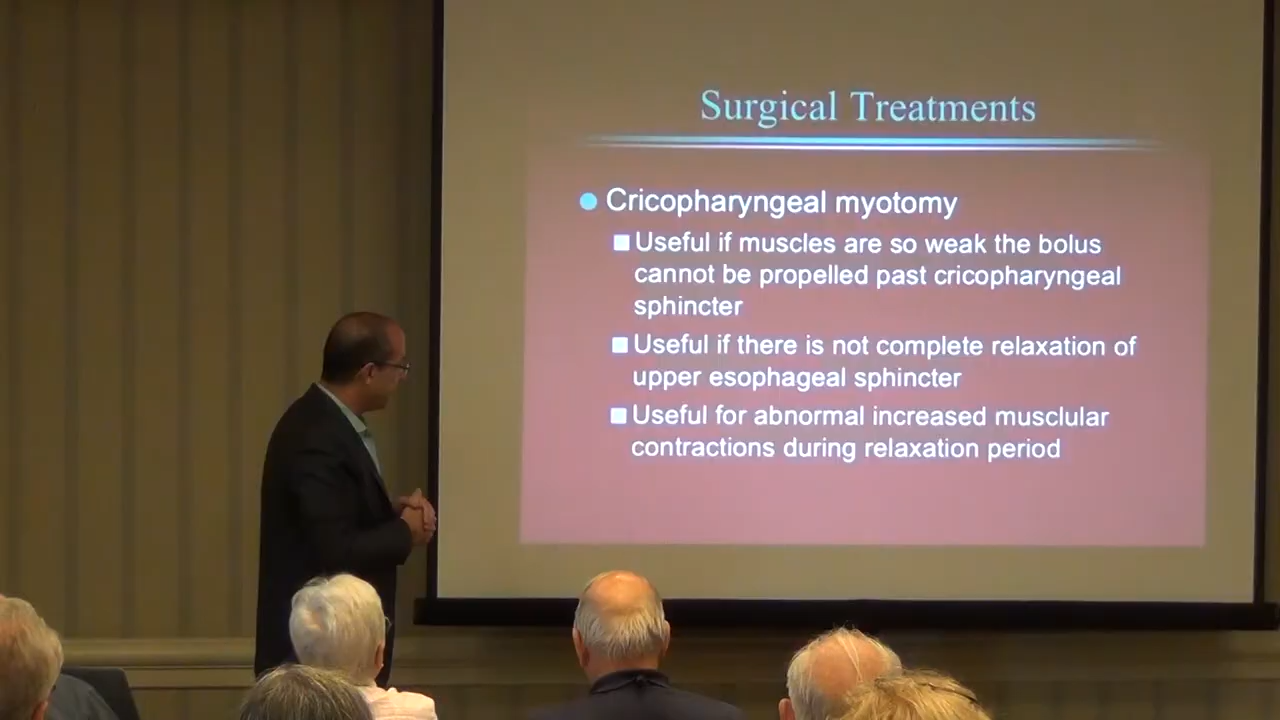 Surgical Treatments
Cricopharyngeal myotomy
Useful if muscles are so weak the bolus
cannot be propelled past cricopharyngeal
sphincter
Useful if there is not complete relaxation of
upper esophageal sphincter
Useful for abnormal increased musclular
contractions during relaxation period